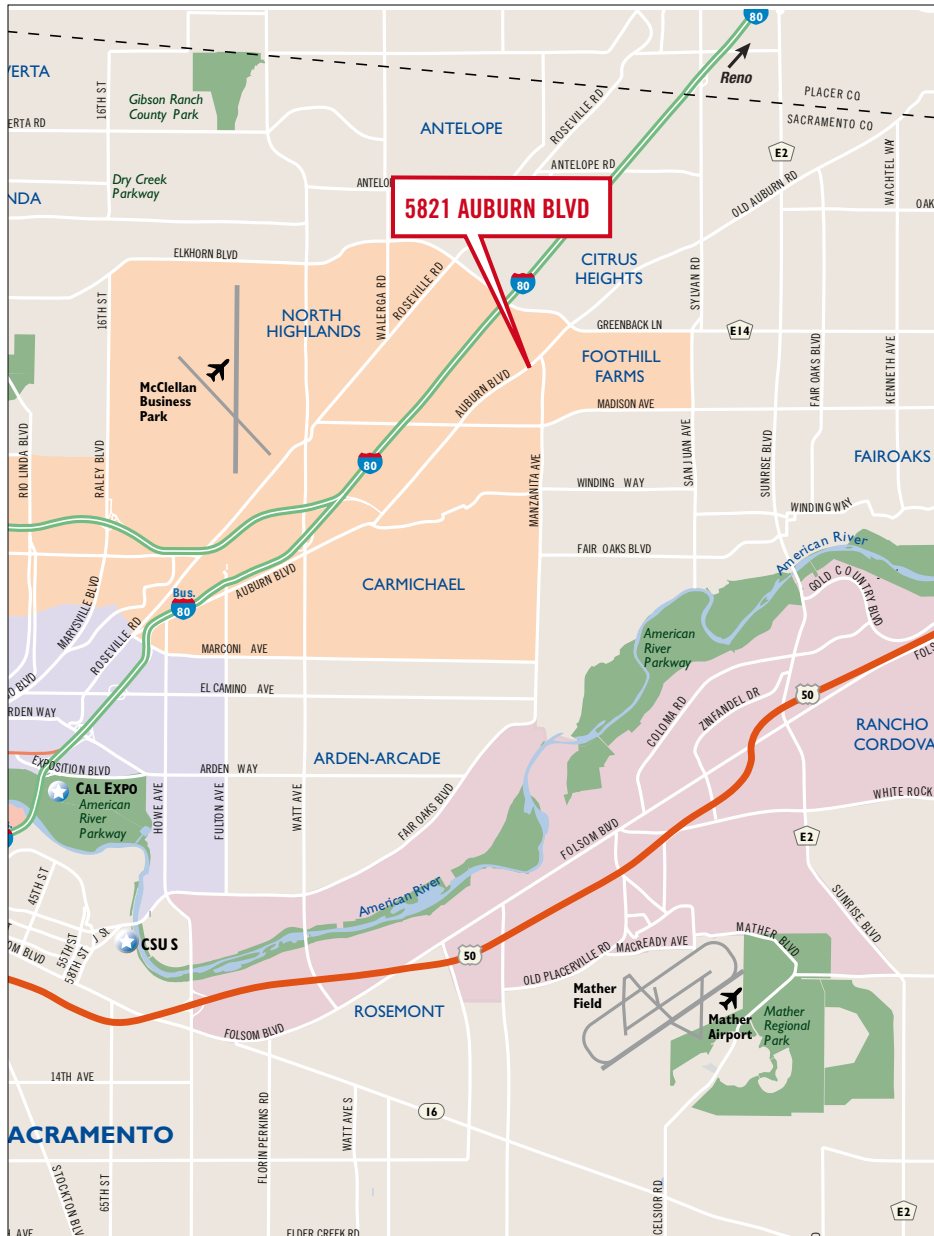 80
Reno
PLACER CO
SACRAMENTO CO
VERTA
16TH ST
Gibson Ranch
County Park
ERTA RD
ANTELOPE
ROSEVILLE RD
E2
ANTELOPE RD
WACHTEL WAY
Dry Creek
Parkway
NDA
ANTELO
OLD AUBURN RD
OAK
5821 AUBURN BLVD
ELKHORN BLVD
CITRUS
HEIGHTS
SYLVAN RD
80
16TH ST
NORTH
HIGHLANDS
WALERGA RD
ROSEVILLE RD
GREENBACK LN
E14
FOOTHILL
FARMS
FAIR OAKS BLVD
KENNETH AVE
McClellan
Business
Park
AUBURN BLVD
MADISON AVE
RIO LINDA BLVD
RALEY BLVD
80
MANZANITA AVE
SAN JUAN AVE
SUNRISE BLVD
FAIROAKS
WINDING WAY
WINDING WAY
FAIR OAKS BLVD
American River
Bus.
80
AUBURN BLVD
CARMICHAEL
GOLD COUNTRY BLVD
MARYSVILLE BLVD
ROSEVILLE RD
MARCONI AVE
American
River
Parkway
FOLS
O BLVD
EL CAMINO AVE
RDEN WAY
COLOMA RD
ZINFANDEL DR
50
RANCHO
CORDOVA
ARDEN-ARCADE
EXPOSITION BLVD
ARDEN WAY
CAL EXPO
American
River
Parkway
HOWE AVE
FULTON AVE
WATT AVE
FAIR OAKS BLVD
WHITE ROCK
FOLSOM BLVD
E2
45TH ST
American River
SUNRISE BLVD
J St.
CSU S
OM BLVD
55TH ST
58TH ST
50
OLD PLACERVILLE RD
MACREADY AVE
MATHER BLVD
Mather
Field
ROSEMONT
Mather
Airport
Mather
Regional
Park
FOLSOM BLVD
14TH AVE
16
ACRAMENTO
FLORIN PERKINS RD
WATT AVE S
STOCKTON BLV
65TH ST
CELSIOR RD
E2
AVE
ELDER CREEK RD